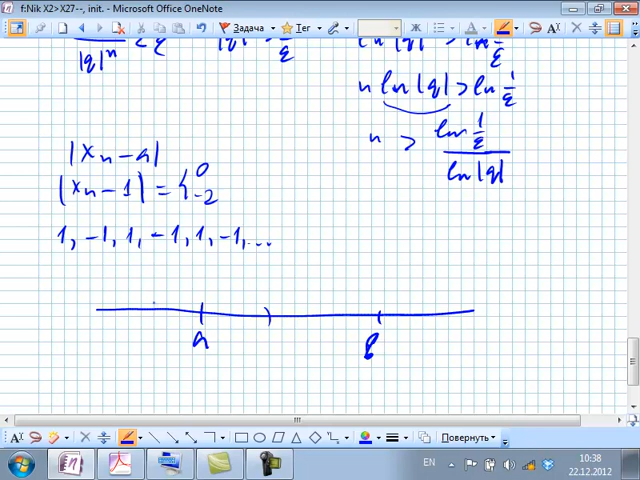 f:Nik X2> X27--, init. - Microsoft Office OneNote
Задача
Тег
n ln|q| > ln 1/ε
n > ln 1/ε / ln|q|
|xn - a|
|xn - 1| = {0 -2
1, -1, 1, -1, 1, -1, ...
a b
Повернуть
EN
10:38
22.12.2012